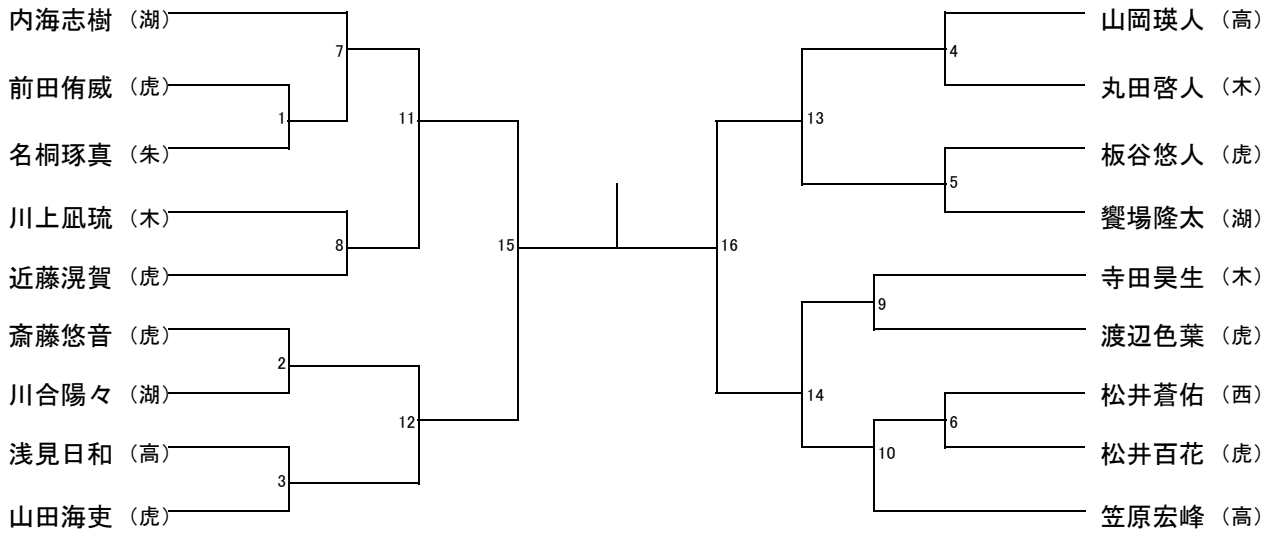 内海志樹 （湖）
7
前田侑威 （虎）
1
11
名桐琢真 （朱）
川上凪琉 （木）
8
15
近藤滉賀 （虎）
斎藤悠音 （虎）
2
川合陽々 （湖）
12
浅見日和 （高）
3
山田海吏 （虎）
山岡瑛人 （高）
4
丸田啓人 （木）
13
板谷悠人 （虎）
5
饗場隆太 （湖）
16
寺田昊生 （木）
9
渡辺色葉 （虎）
14
松井蒼佑 （西）
6
松井百花 （虎）
10
笠原宏峰 （高）